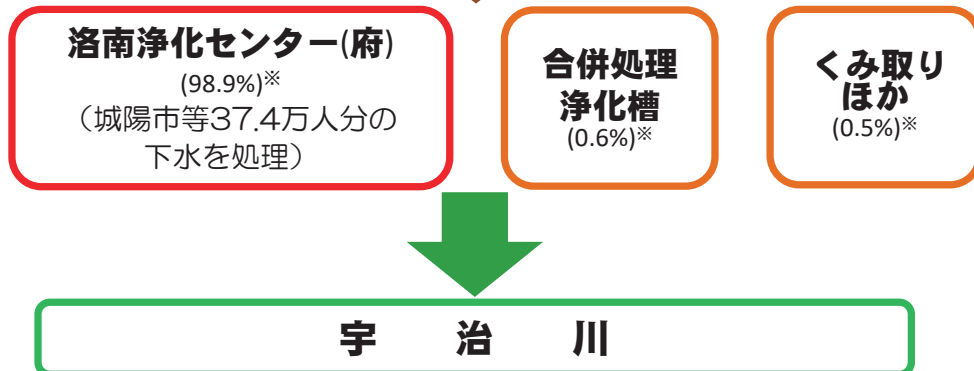 洛南浄化センター(府)
(98.9%)※
（城陽市等37.4万人分の
下水を処理）
合併処理
浄化槽
(0.6%)※
くみ取り
ほか
(0.5%)※
宇　治　川